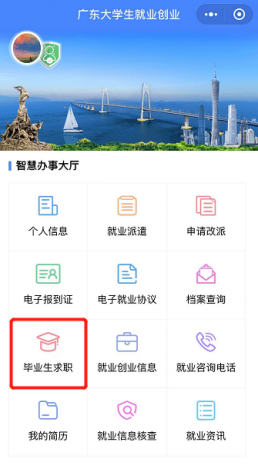 广东大学生就业创业
智慧办事大厅
个人信息
就业派遣
申请改派
电子报到证
电子就业协议
档案查询
毕业生求职
就业创业信息
就业咨询电话
我的简历
就业信息核查
就业资讯